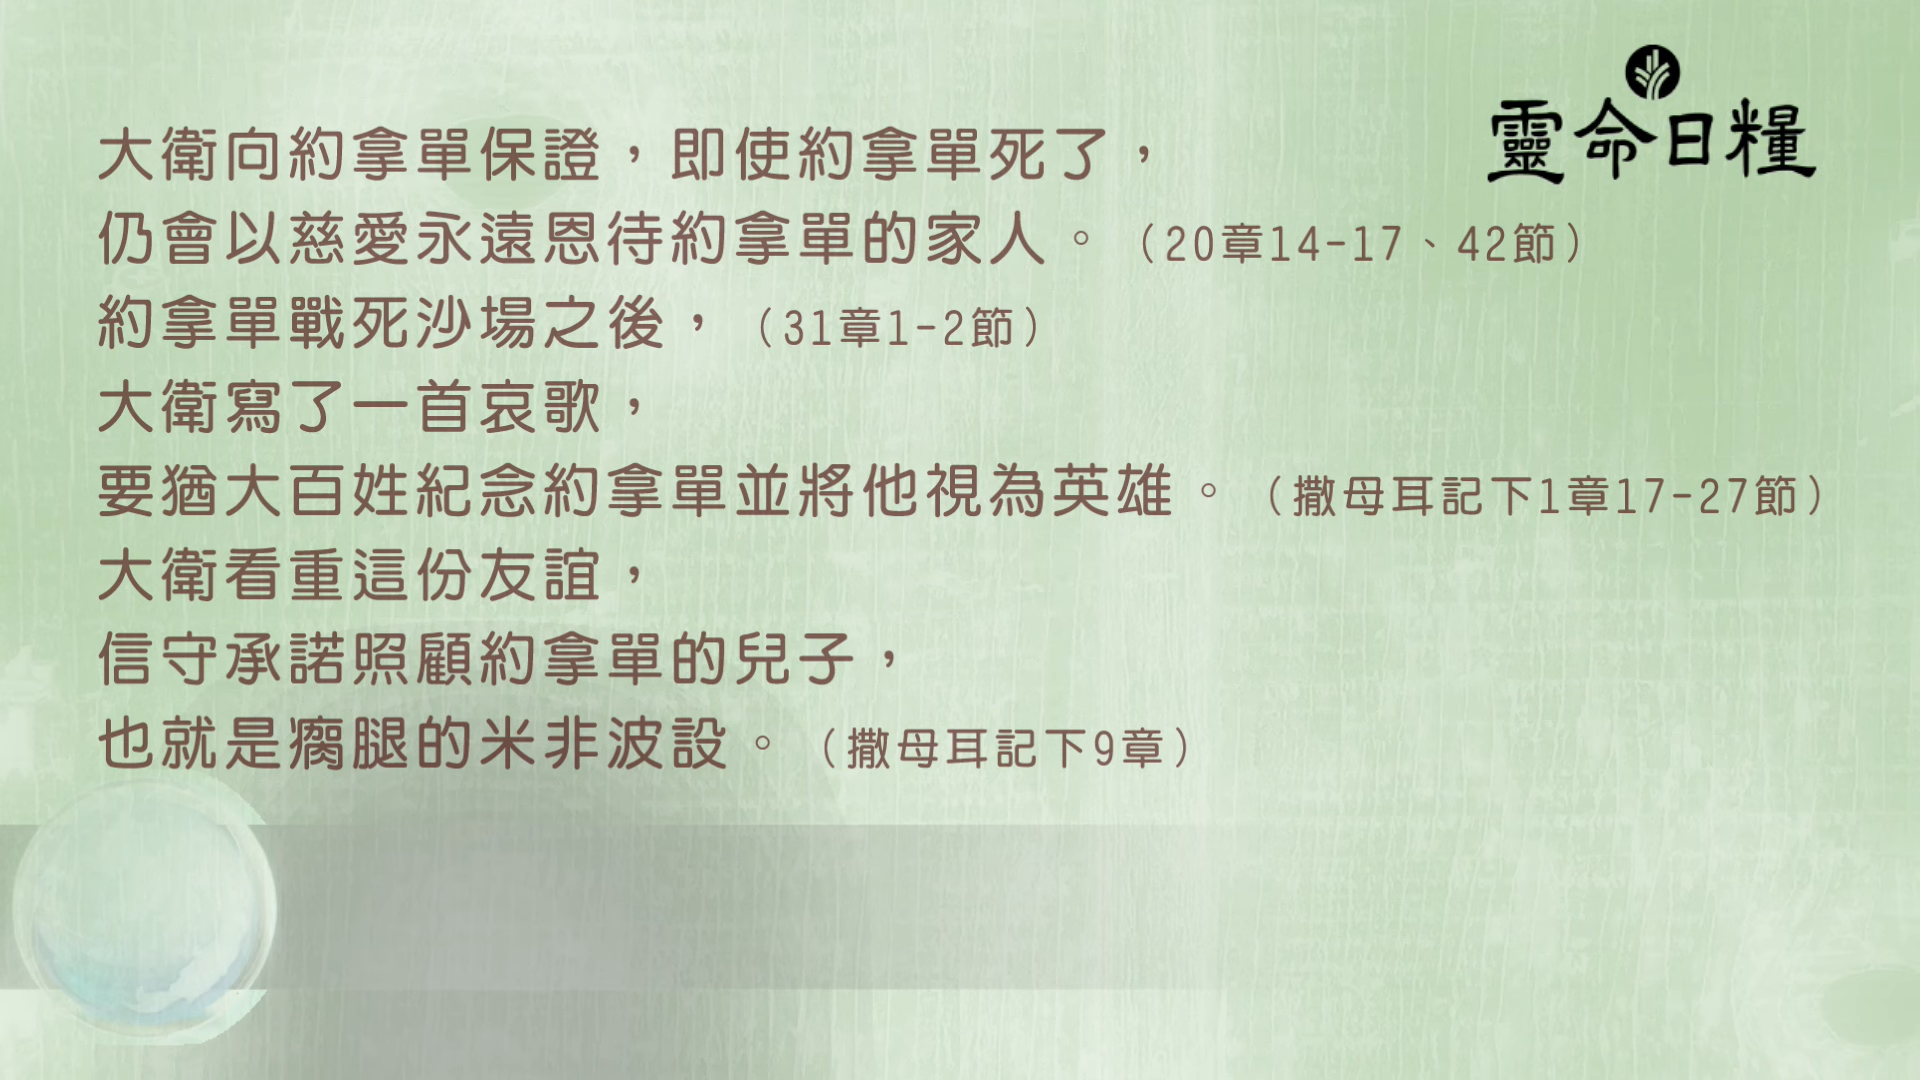 靈命日糧
大衛向約拿單保證，即使約拿單死了，
仍會以慈愛永遠恩待約拿單的家人。（20章14-17、42節）
約拿單戰死沙場之後，（31章1-2節）
大衛寫了一首哀歌，
要猶大百姓紀念約拿單並將他視為英雄。（撒母耳記下1章17-27節）
大衛看重這份友誼，
信守承諾照顧約拿單的兒子，
也就是瘸腿的米非波設。（撒母耳記下9章）